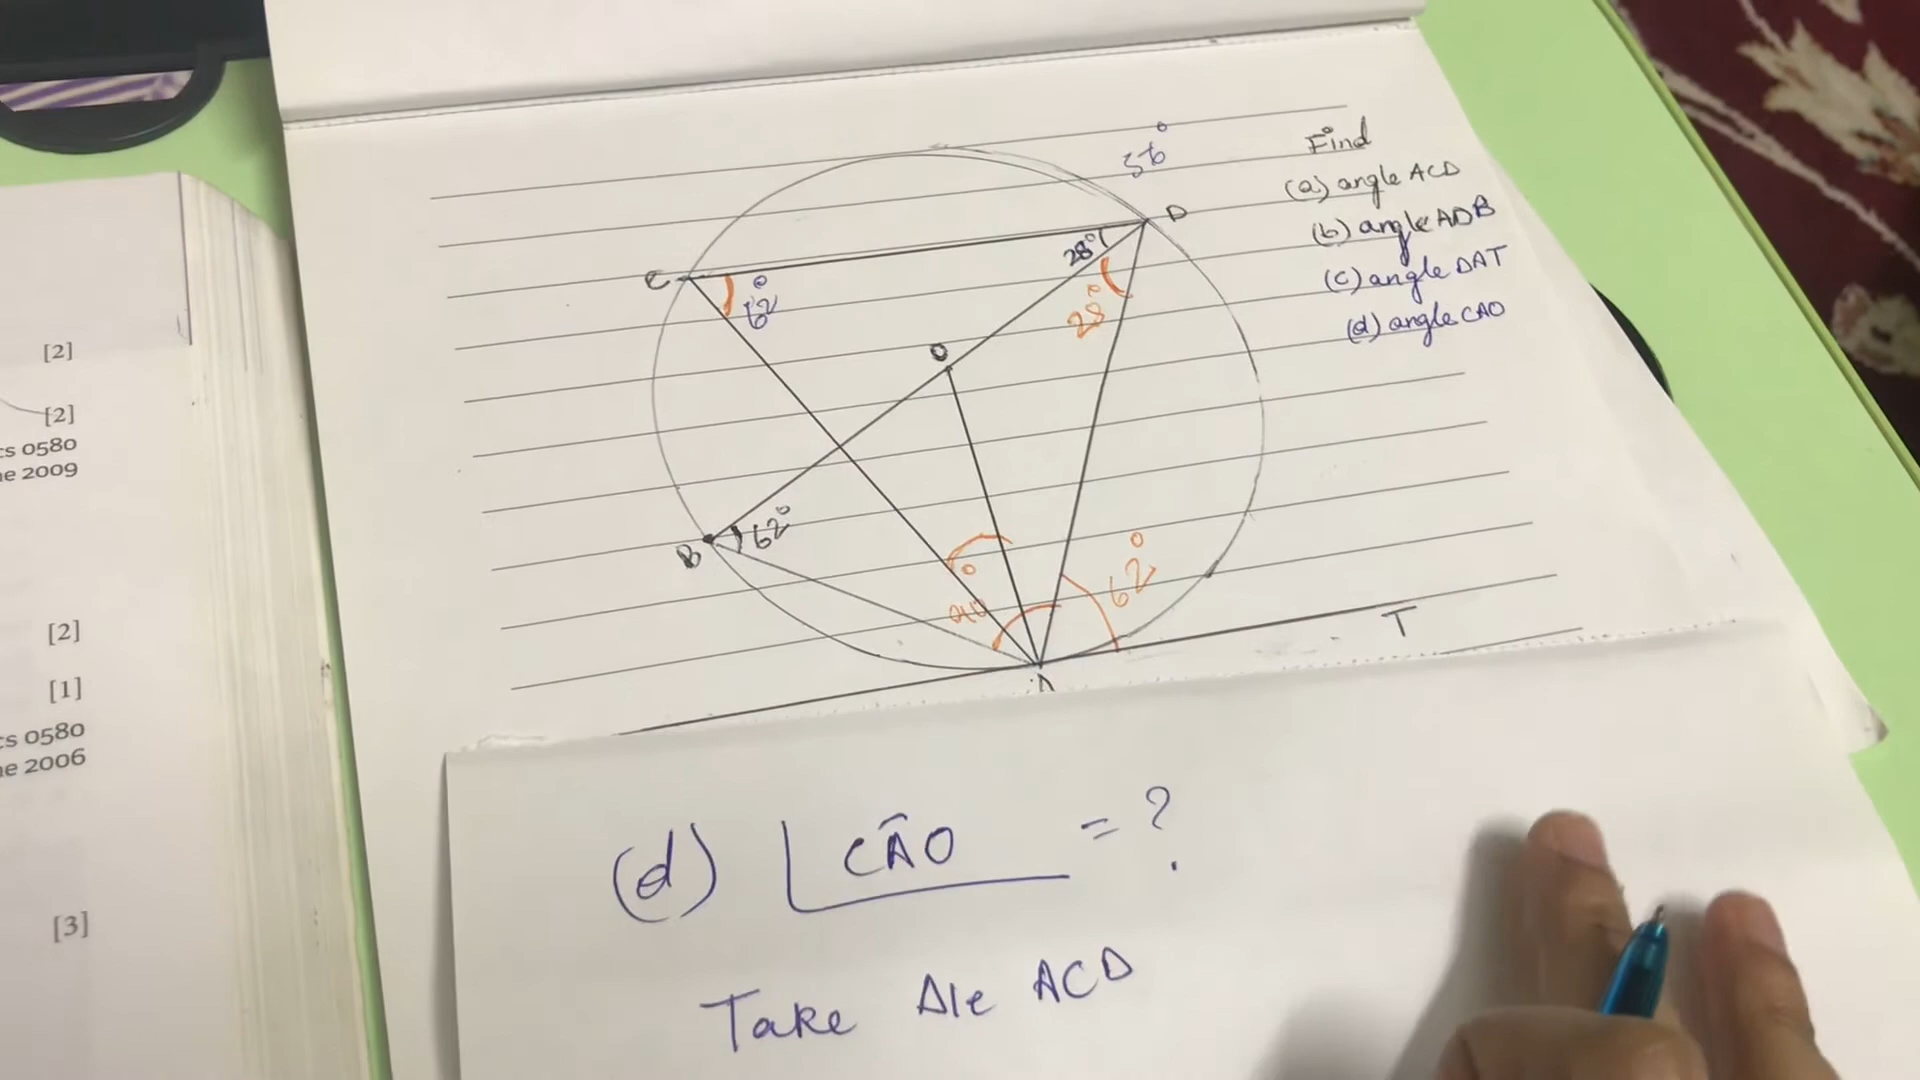 [2]
[2]
cs 0580
ne 2009
[2]
[1]
cs 0580
ne 2006
[3]
Find
(a) angle ACD
(b) angle ADB
(c) angle DAT
(d) angle CAO
56°
D
C
62°
28°
28°
O
B
62°
62°
T
A
(d) CÂO = ?
Take Δle ACD